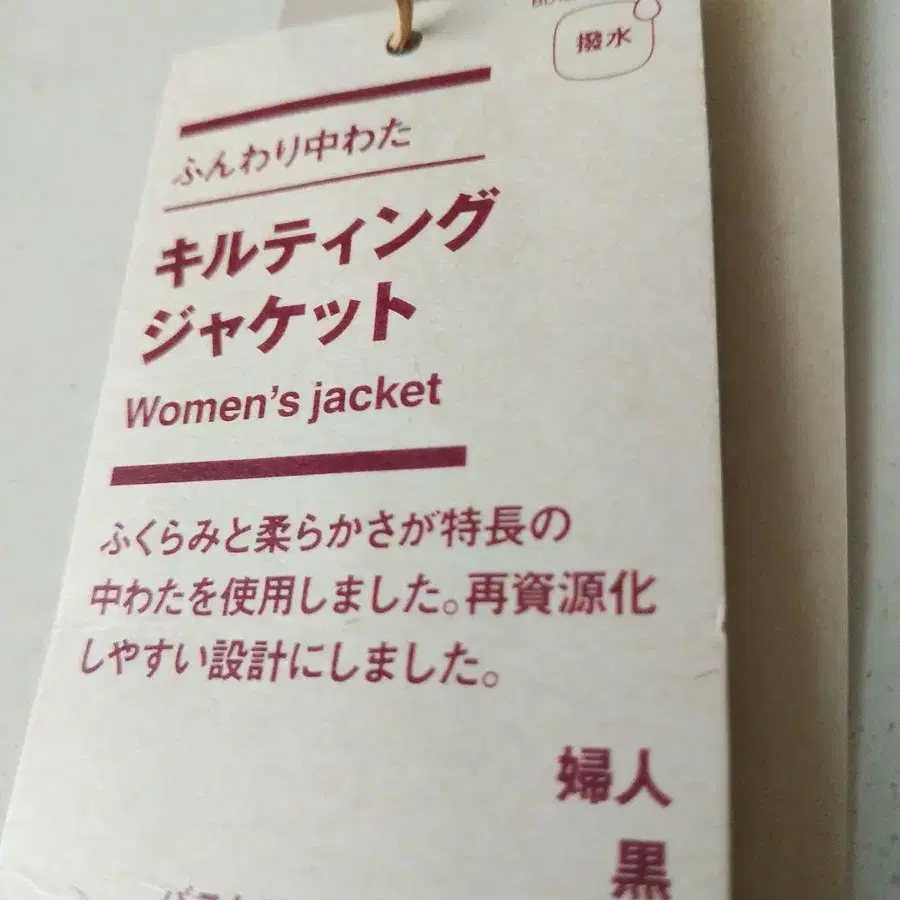 撥水
ふんわり中わた
キルティング
ジャケット
Women's jacket
ふくらみと柔らかさが特長の
中わたを使用しました。再資源化
しやすい設計にしました。
婦人
黒